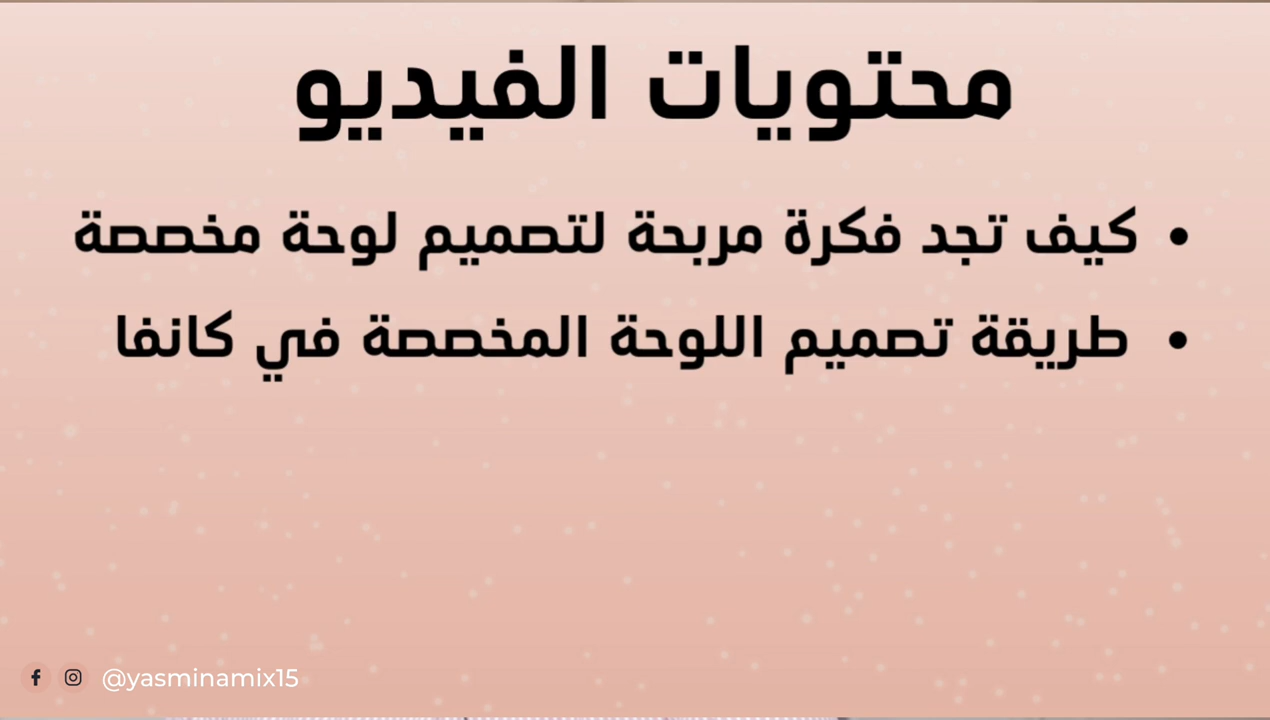 محتويات الفيديو
• كيف تجد فكرة مربحة لتصميم لوحة مخصصة
• طريقة تصميم اللوحة المخصصة في كانفا
@yasminamix15